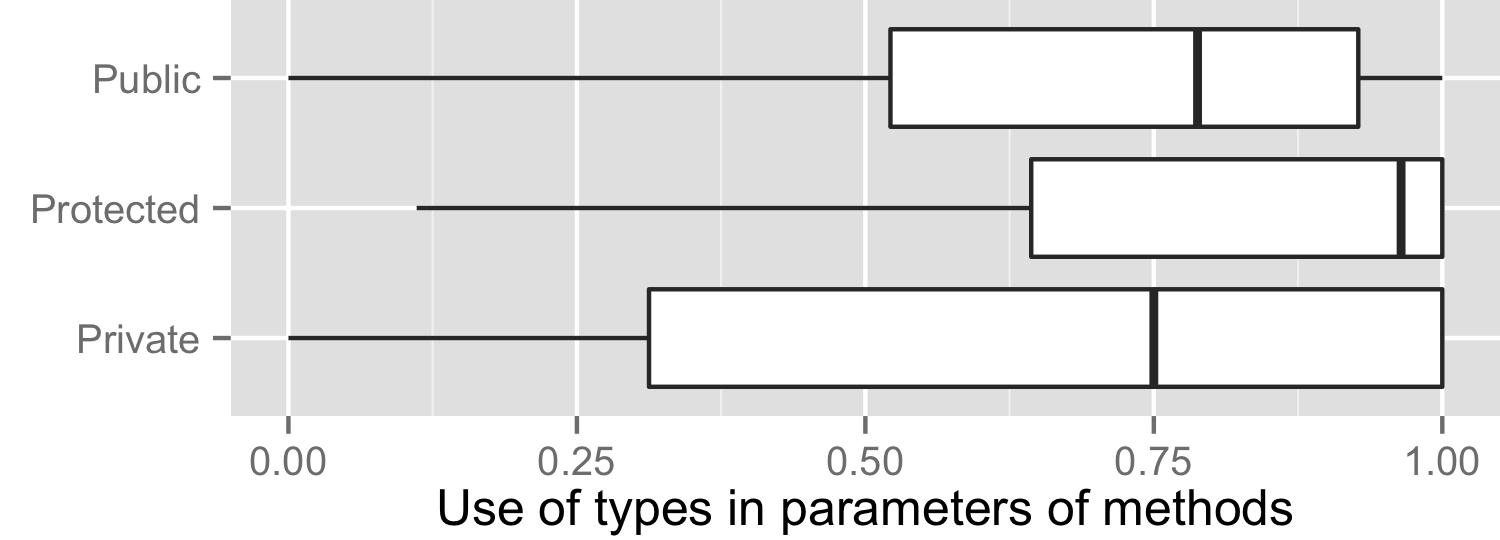 Public
Protected
Private
0.00 0.25 0.50 0.75 1.00
Use of types in parameters of methods